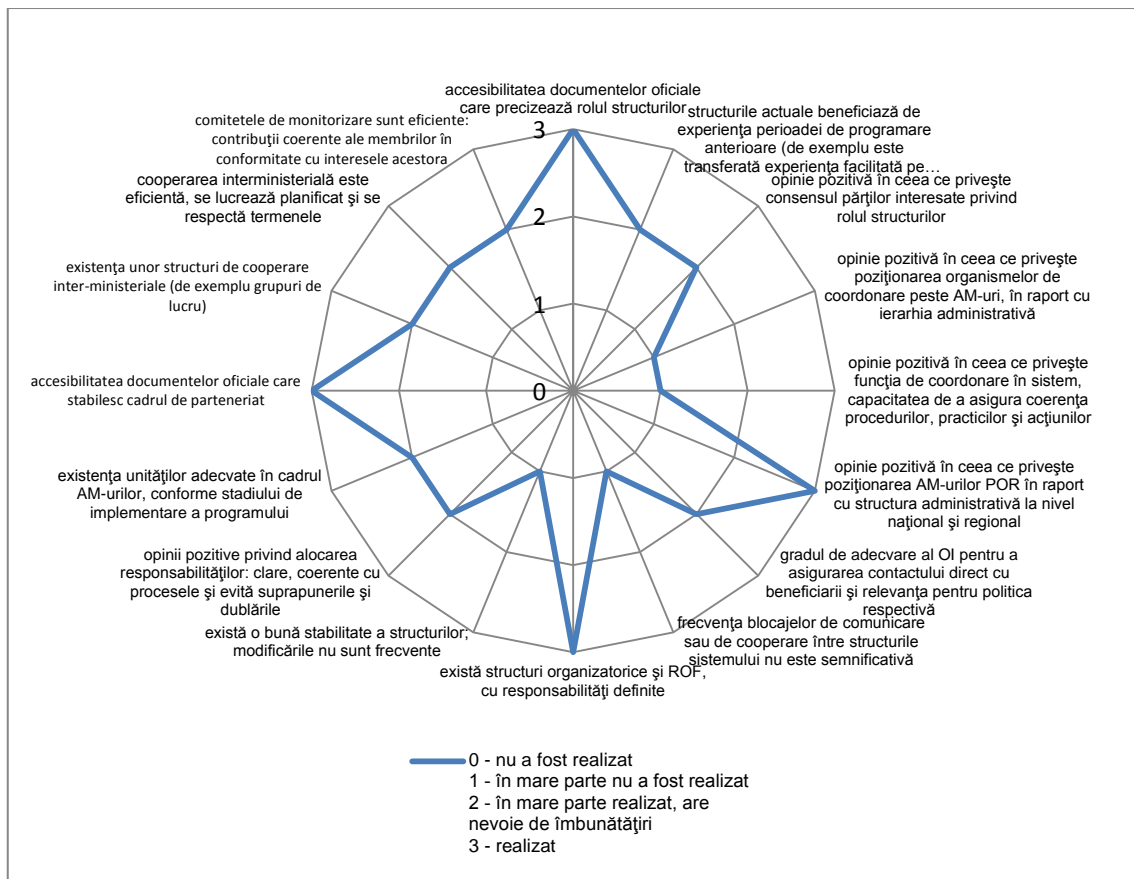 accesibilitatea documentelor oficiale
care precizează rolul structurilor
structurile actuale beneficiază de
experiența perioadei de programare
anterioare (de exemplu este
transferată experiența facilitată pe…
opinie pozitivă în ceea ce priveşte
consensul părţilor interesate privind
rolul structurilor
opinie pozitivă în ceea ce priveşte
poziţionarea organismelor de
coordonare peste AM-uri, în raport cu
ierarhia administrativă
opinie pozitivă în ceea ce priveşte
funcţia de coordonare în sistem,
capacitatea de a asigura coerenţa
procedurilor, practicilor şi acţiunilor
opinie pozitivă în ceea ce priveşte
poziţionarea AM-urilor POR în raport
cu structura administrativă la nivel
naţional şi regional
gradul de adecvare al OI pentru a
asigurarea contactului direct cu
beneficiarii şi relevanţa pentru politica
respectivă
frecvenţa blocajelor de comunicare
sau de cooperare între structurile
sistemului nu este semnificativă
există structuri organizatorice şi ROF,
cu responsabilităţi definite
există o bună stabilitate a structurilor;
modificările nu sunt frecvente
opinii pozitive privind alocarea
responsabilităţilor: clare, coerente cu
procesele şi evită suprapunerile şi
dublările
existenţa unităţilor adecvate în cadrul
AM-urilor, conforme stadiului de
implementare a programului
accesibilitatea documentelor oficiale care
stabilesc cadrul de parteneriat
existenţa unor structuri de cooperare
inter-ministeriale (de exemplu grupuri de
lucru)
cooperarea interministerială este
eficientă, se lucrează planificat şi se
respectă termenele
comitetele de monitorizare sunt eficiente:
contribuţii coerente ale membrilor în
conformitate cu interesele acestora
3
2
1
0
0 - nu a fost realizat
1 - în mare parte nu a fost realizat
2 - în mare parte realizat, are
nevoie de îmbunătăţiri
3 - realizat